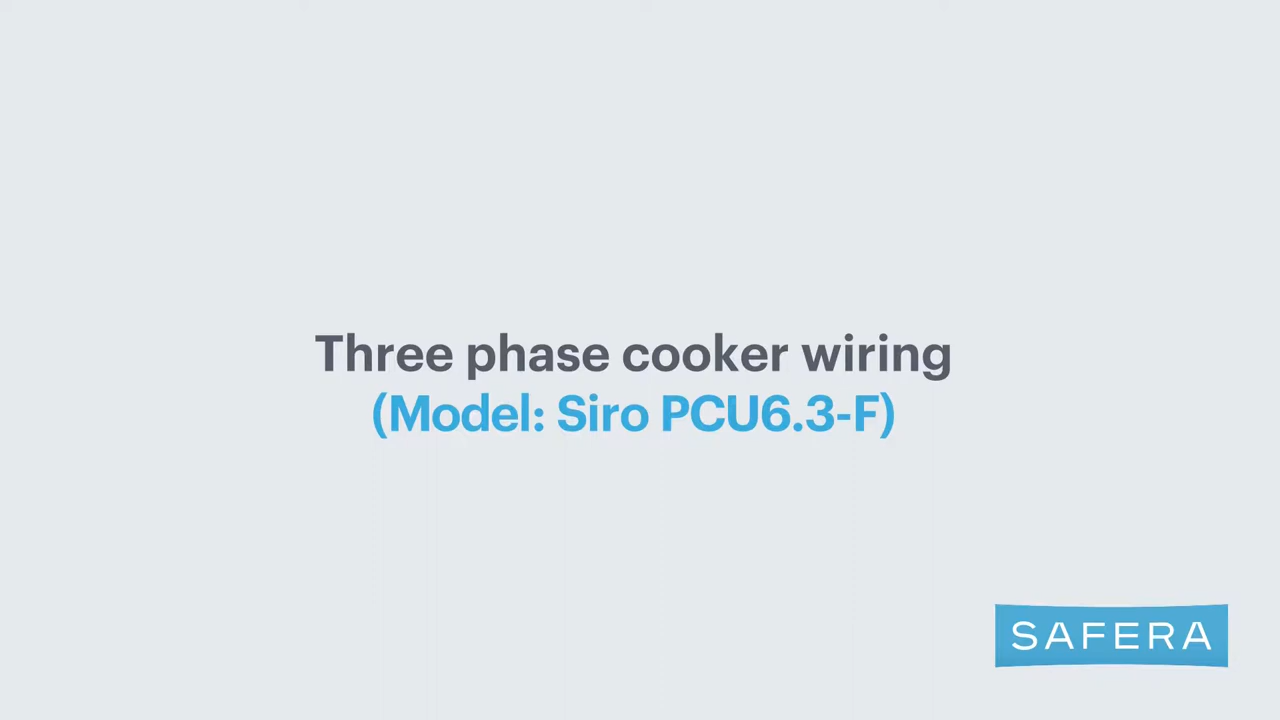 Three phase cooker wiring
(Model: Siro PCU6.3-F)
SAFERA